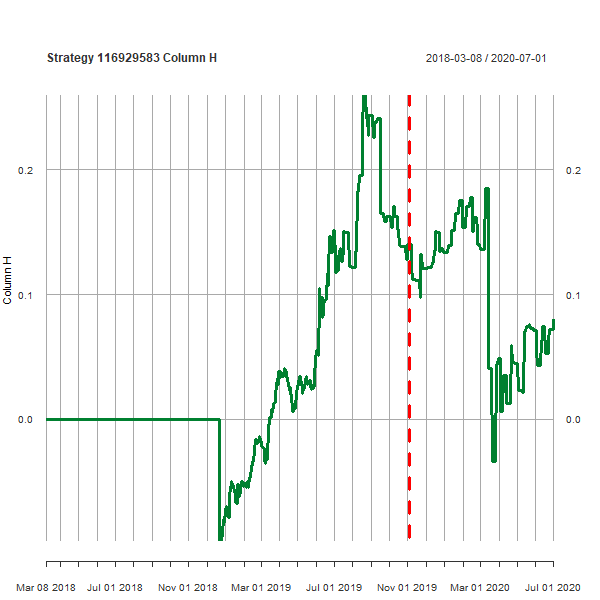 Strategy 116929583 Column H
2018-03-08 / 2020-07-01
0.2
0.2
0.1
0.1
0.0
0.0
Column H
Mar 08 2018
Jul 01 2018
Nov 01 2018
Mar 01 2019
Jul 01 2019
Nov 01 2019
Mar 01 2020
Jul 01 2020